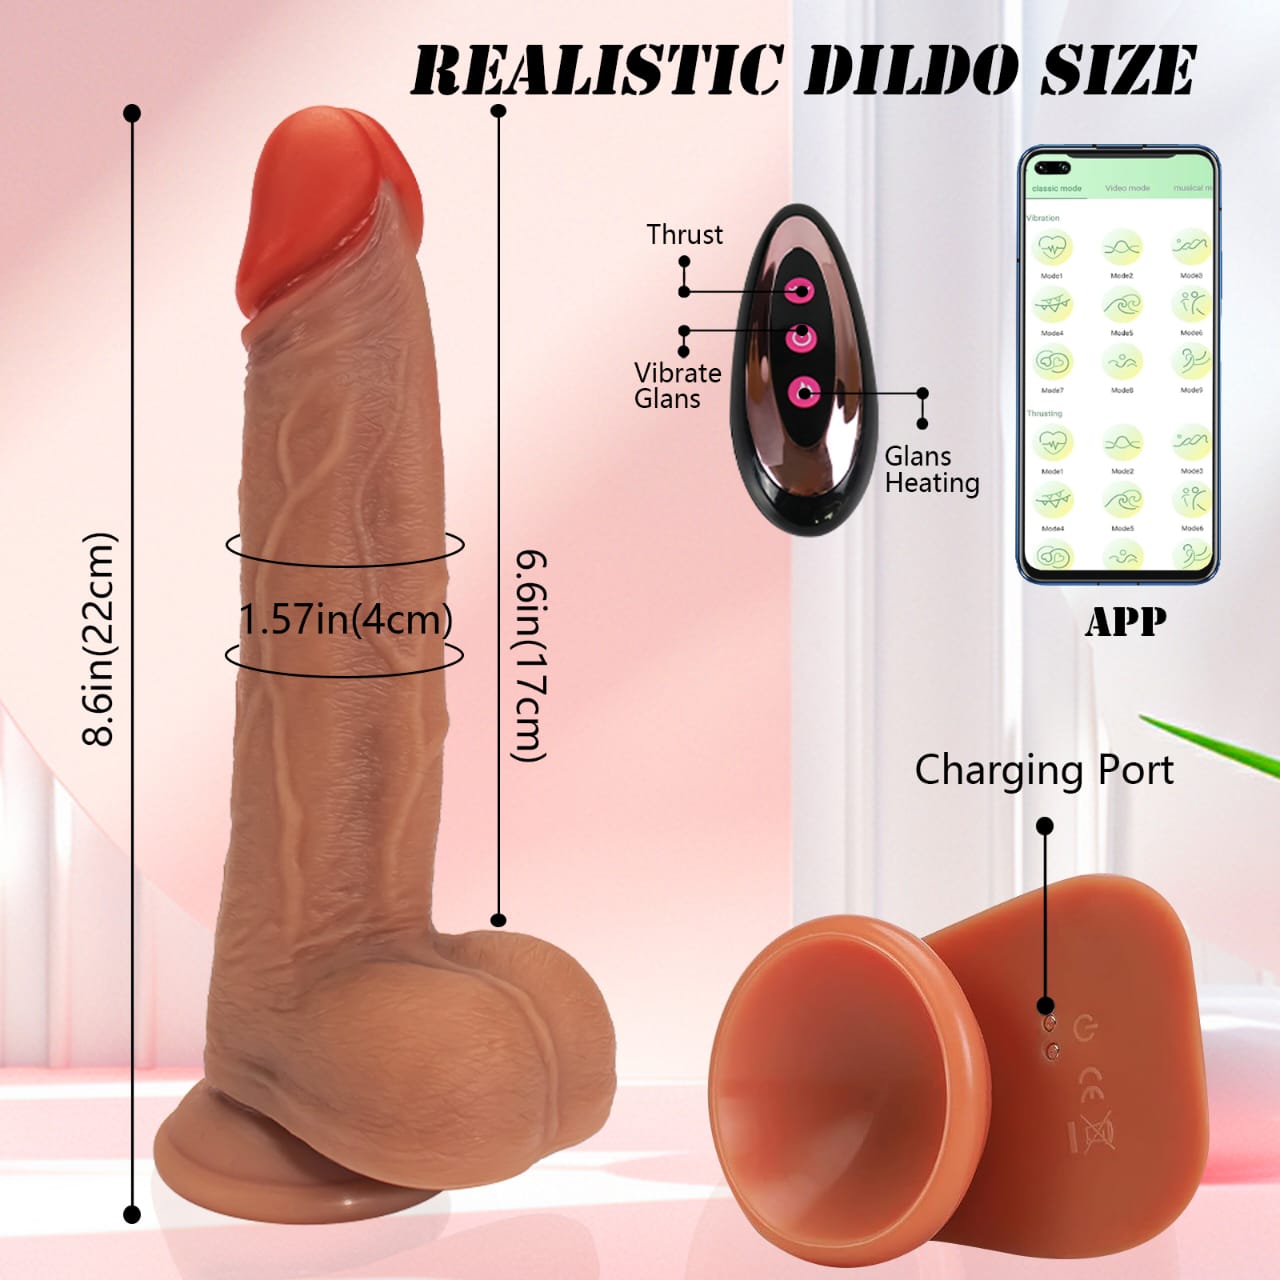 REALISTIC DILDO SIZE
8.6in(22cm)
1.57in(4cm)
6.6in(17cm)
Thrust
Vibrate
Glans
Glans
Heating
classic mode
Video mode
musical m
Vibration
Mode1
Mode2
Mode3
Mode4
Mode5
Mode6
Mode7
Mode8
Mode9
Thrusting
Mode1
Mode2
Mode3
Mode4
Mode5
Mode6
APP
Charging Port
CE